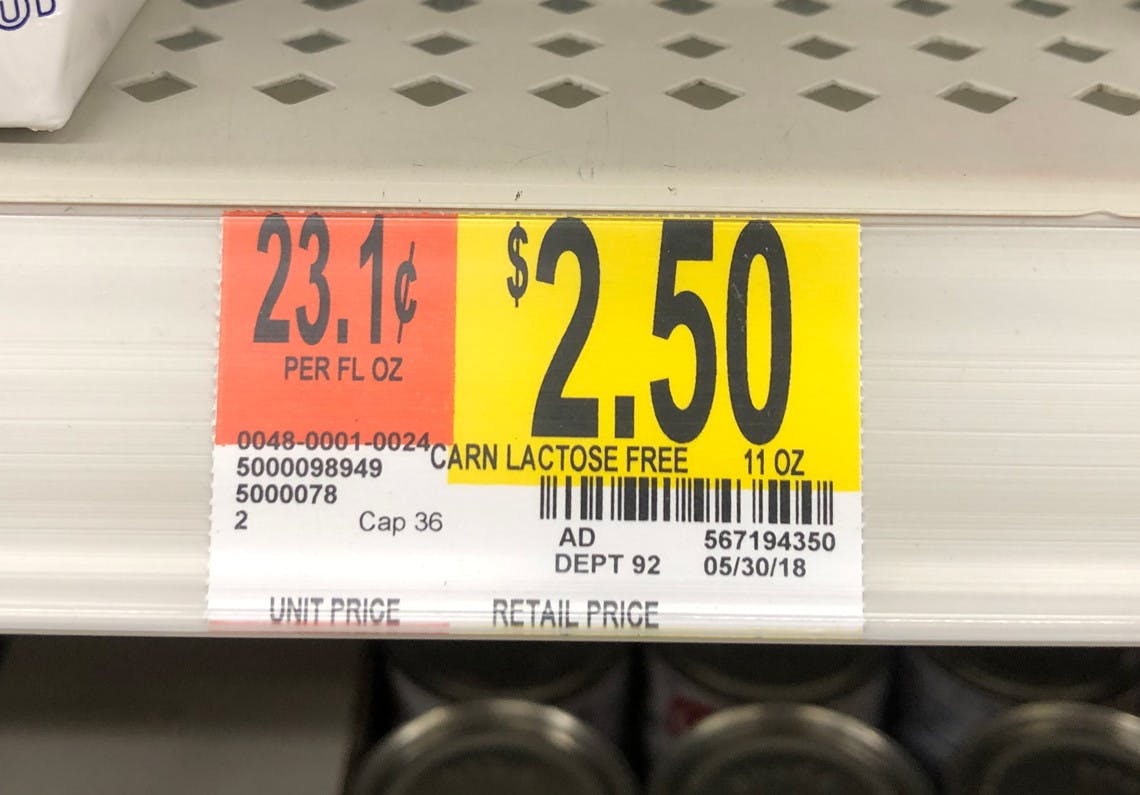 23.1¢
PER FL OZ
$2.50
0048-0001-0024
CARN LACTOSE FREE 11 OZ
5000098949
5000078
2 Cap 36
AD 567194350
DEPT 92 05/30/18
UNIT PRICE RETAIL PRICE